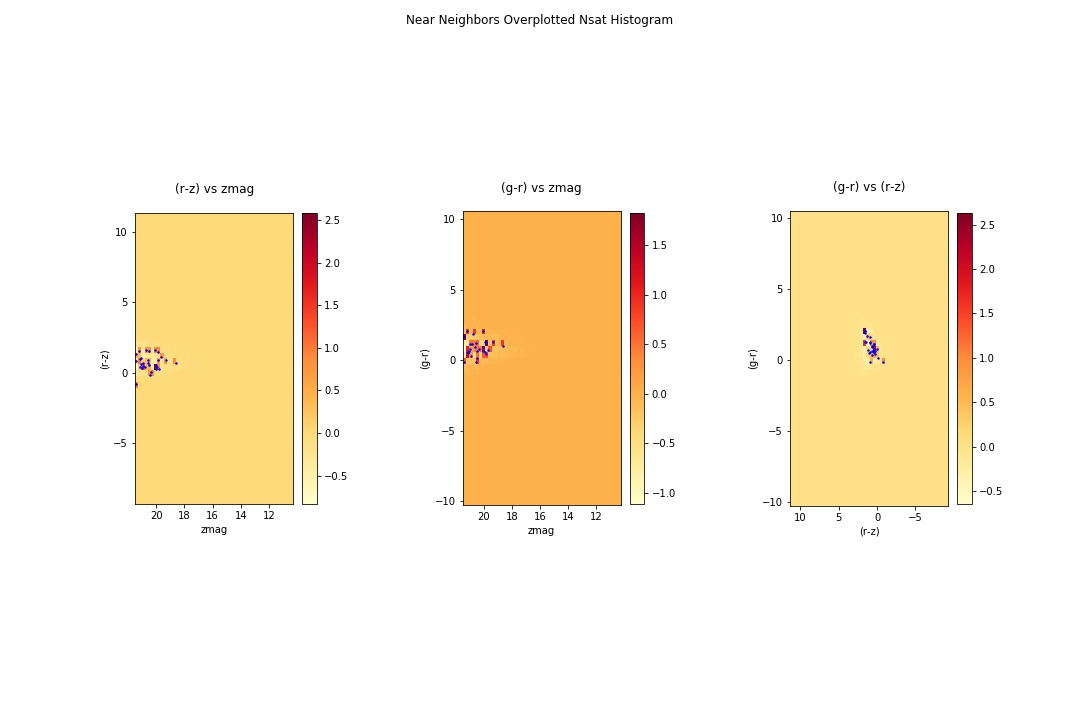 Near Neighbors Overplotted Nsat Histogram
(r-z) vs zmag
10
5
0
−5
(r-z)
20 18 16 14 12
zmag
2.5
2.0
1.5
1.0
0.5
0.0
−0.5
(g-r) vs zmag
10
5
0
−5
−10
(g-r)
20 18 16 14 12
zmag
1.5
1.0
0.5
0.0
−0.5
−1.0
(g-r) vs (r-z)
10
5
0
−5
−10
(g-r)
10 5 0 −5
(r-z)
2.5
2.0
1.5
1.0
0.5
0.0
−0.5